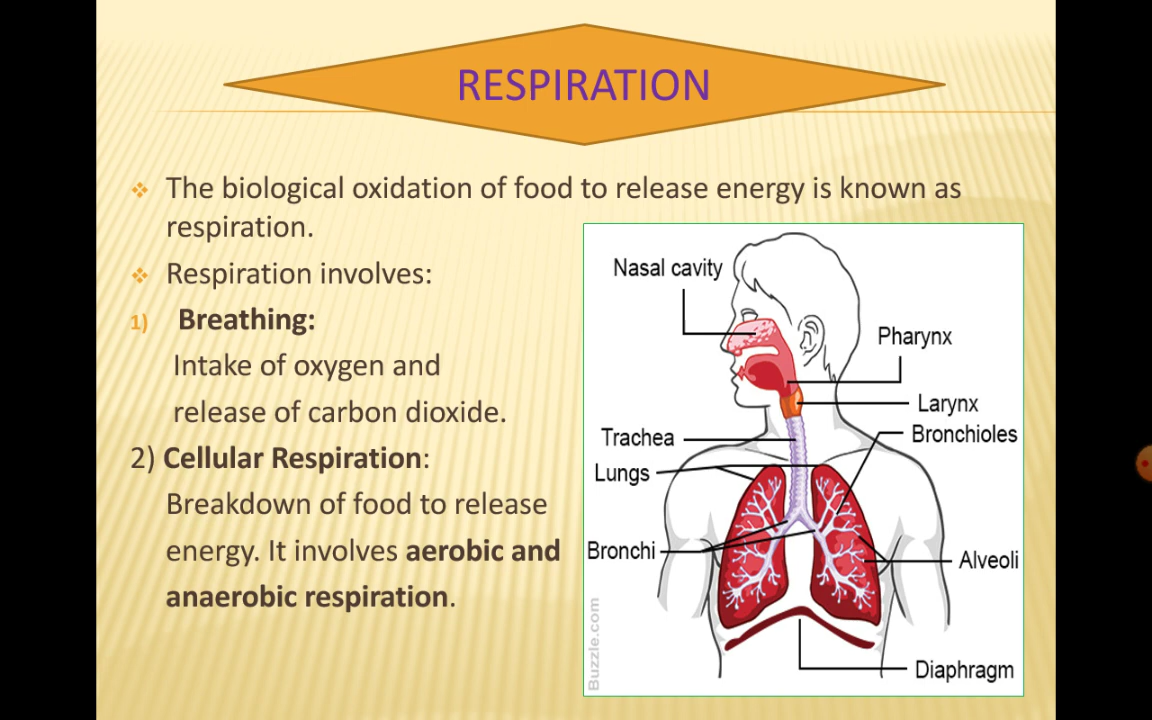 RESPIRATION
❖ The biological oxidation of food to release energy is known as
respiration.
❖ Respiration involves:
1) Breathing:
Intake of oxygen and
release of carbon dioxide.
2) Cellular Respiration:
Breakdown of food to release
energy. It involves aerobic and
anaerobic respiration.
Nasal cavity
Pharynx
Larynx
Bronchioles
Trachea
Lungs
Bronchi
Alveoli
Diaphragm
Buzzle.com